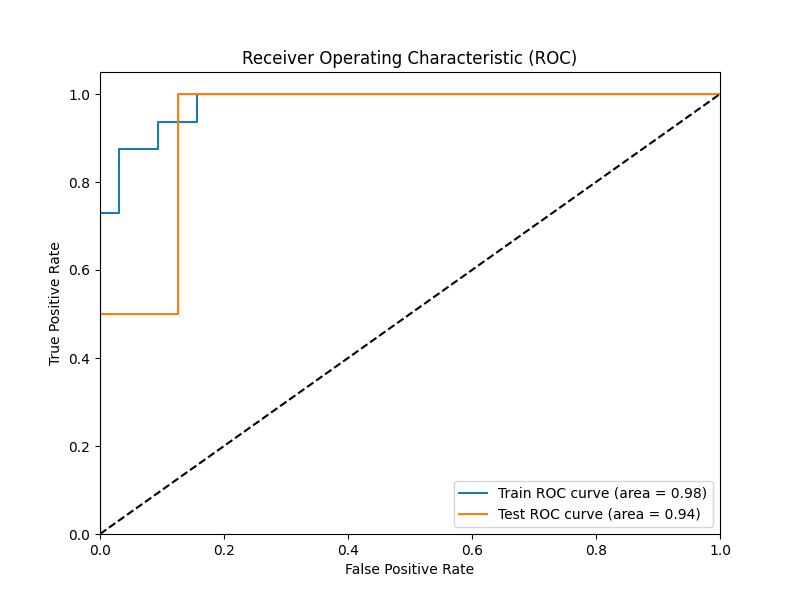 Receiver Operating Characteristic (ROC)
True Positive Rate
1.0
0.8
0.6
0.4
0.2
0.0
0.0 0.2 0.4 0.6 0.8 1.0
False Positive Rate
Train ROC curve (area = 0.98)
Test ROC curve (area = 0.94)